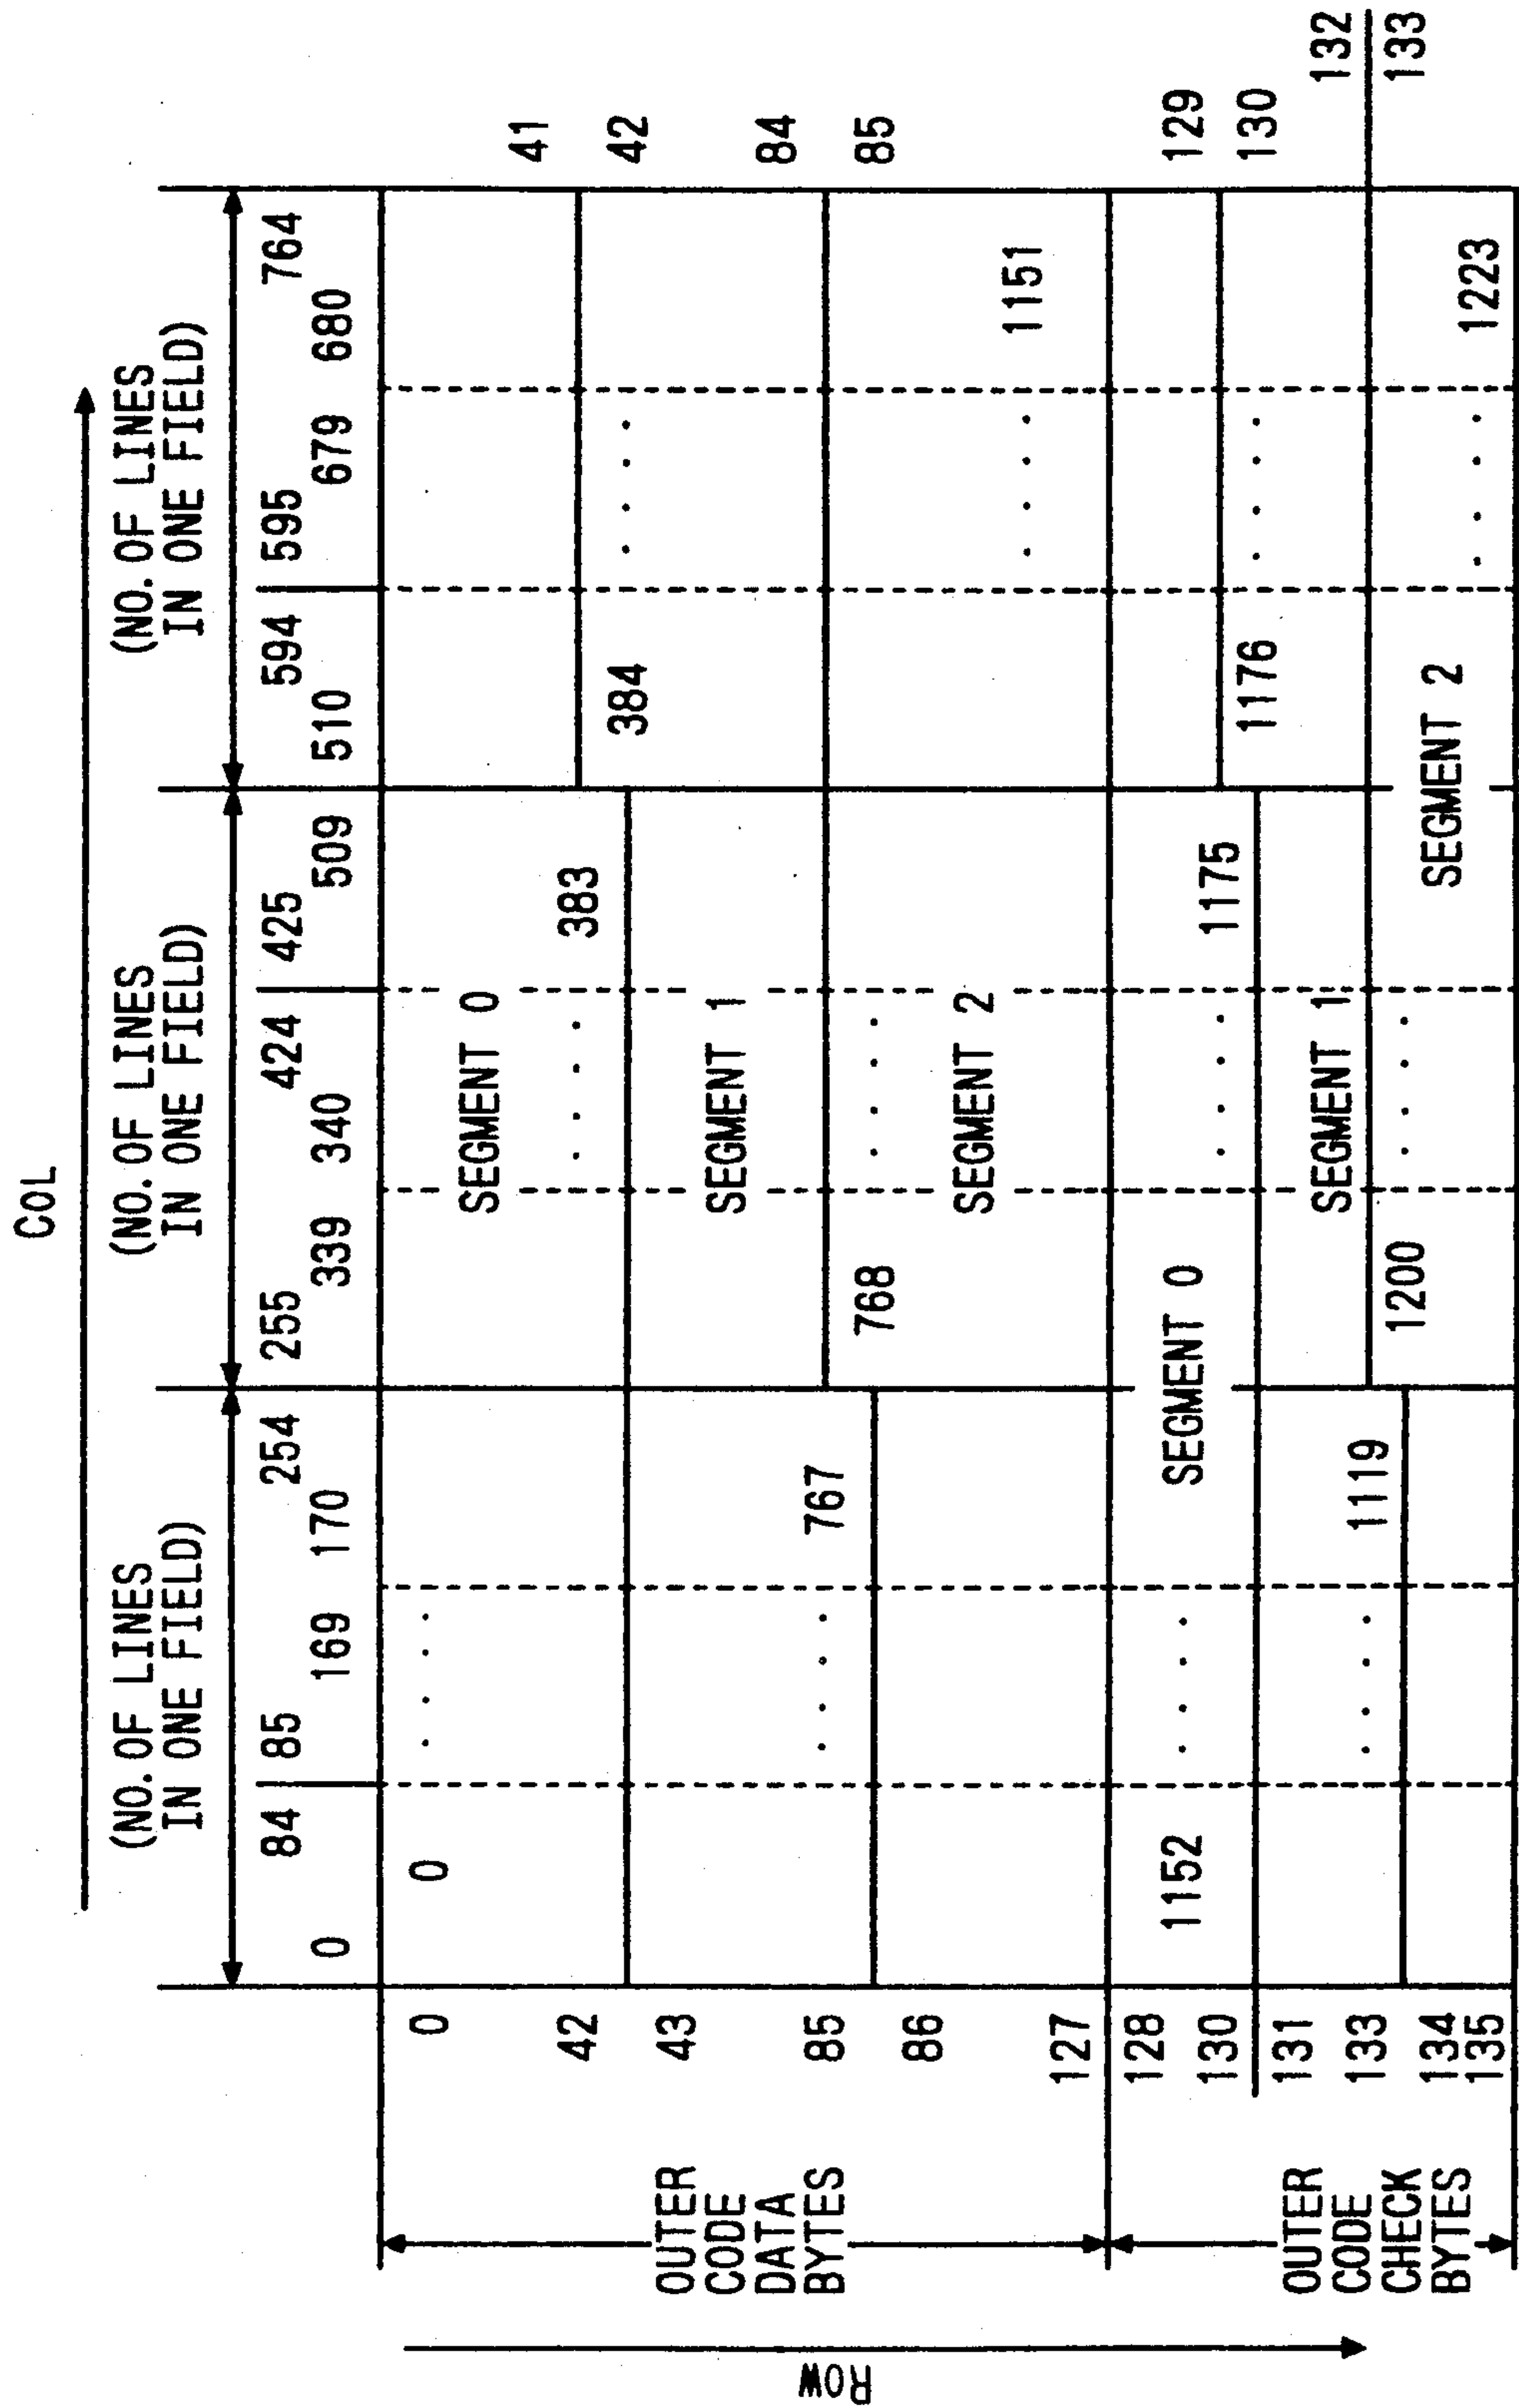 COL
(NO. OF LINES
IN ONE FIELD)
(NO. OF LINES
IN ONE FIELD)
(NO. OF LINES
IN ONE FIELD)
84 85 254 255 424 425 594 595 764
0 169 170 339 340 509 510 679 680
0 0 ....
41
42 .... 383
43 384 .... 42
SEGMENT 0
SEGMENT 1
84
85 .... 767
86 768 .... 85
SEGMENT 2
.... 1151
127
128
1152 .... SEGMENT 0 129
130 .... 1175
131 1176 .... 130
SEGMENT 1
132
133 .... 1119
1200 .... 133
134
SEGMENT 2
135 .... 1223
OUTER
CODE
DATA
BYTES
OUTER
CODE
CHECK
BYTES
ROW